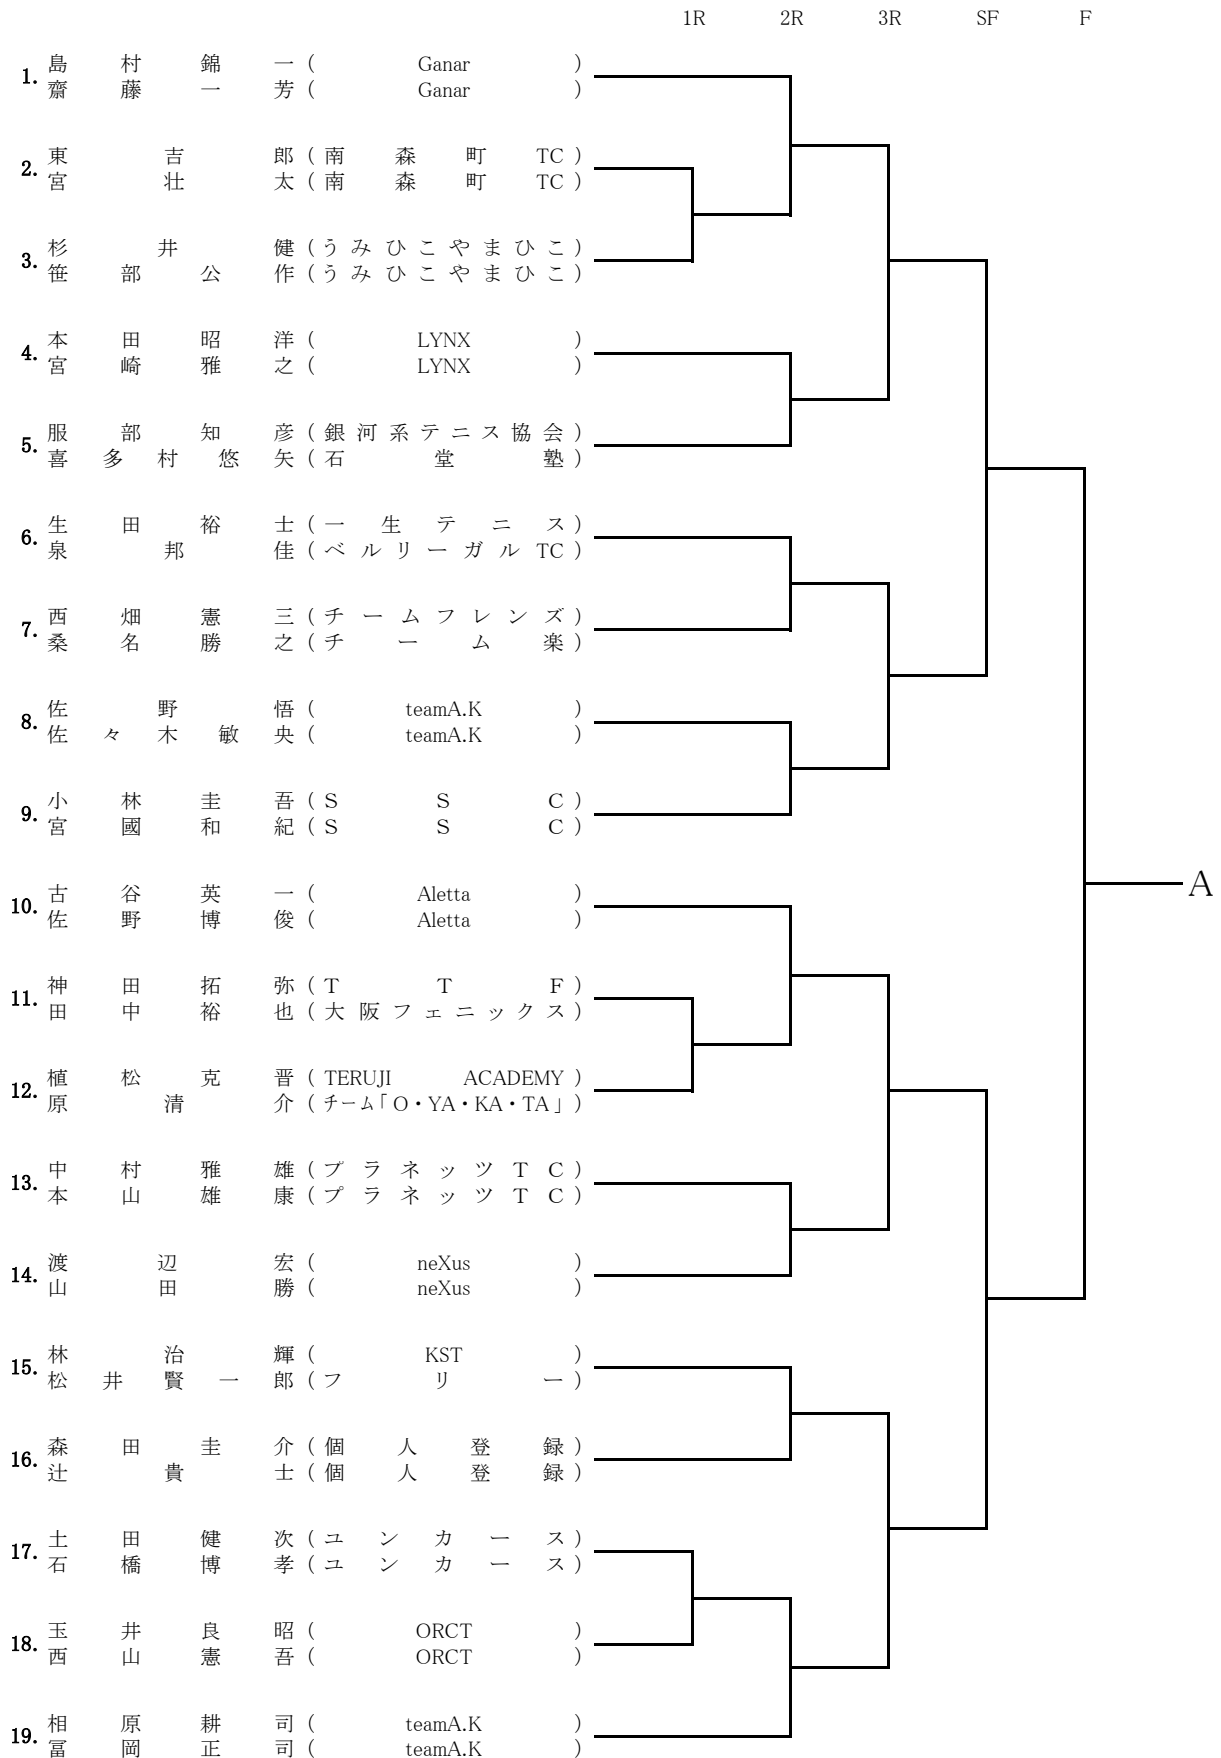 1R 2R 3R SF F
1. 島村錦一 ( Ganar )
齋藤一芳 ( Ganar )
2. 東吉郎 ( 南森町TC )
宮壮太 ( 南森町TC )
3. 杉井健 ( うみひこやまひこ )
笹部公作 ( うみひこやまひこ )
4. 本田昭洋 ( LYNX )
宮崎雅之 ( LYNX )
5. 服部知彦 ( 銀河系テニス協会 )
喜多村悠矢 ( 石堂塾 )
6. 生田裕士 ( 一生テニス )
泉邦佳 ( ベルリーガルTC )
7. 西畑憲三 ( チームフレンズ )
桑名勝之 ( チーム楽 )
8. 佐野悟 ( teamA.K )
佐々木敏央 ( teamA.K )
9. 小林圭吾 ( SSC )
宮國和紀 ( SSC )
10. 古谷英一 ( Aletta )
佐野博俊 ( Aletta )
A
11. 神田拓弥 ( TTF )
田中裕也 ( 大阪フェニックス )
12. 植松克晋 ( TERUJI ACADEMY )
原清介 ( チーム「O・YA・KA・TA」 )
13. 中村雅雄 ( プラネッツTC )
本山雄康 ( プラネッツTC )
14. 渡辺宏 ( neXus )
山田勝 ( neXus )
15. 林治輝 ( KST )
松井賢一郎 ( フリー )
16. 森田圭介 ( 個人登録 )
辻貴士 ( 個人登録 )
17. 土田健次 ( ユンカース )
石橋博孝 ( ユンカース )
18. 玉井良昭 ( ORCT )
西山憲吾 ( ORCT )
19. 相原耕司 ( teamA.K )
冨岡正司 ( teamA.K )